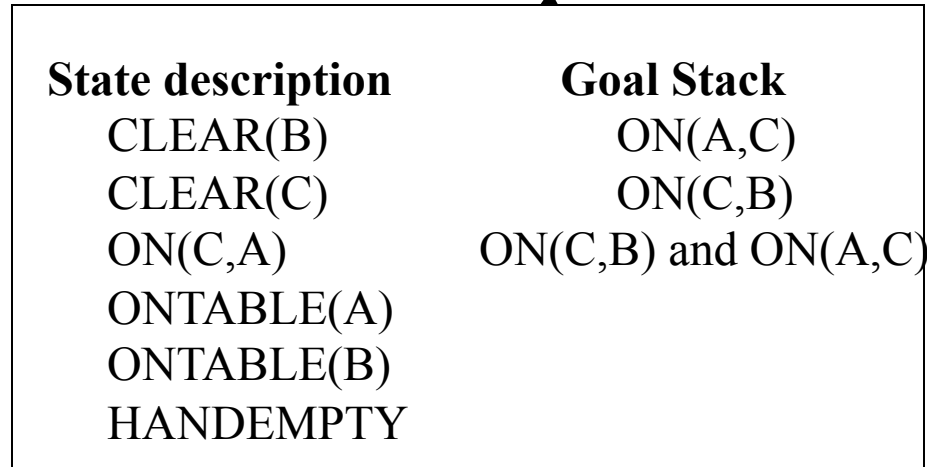 State description Goal Stack
CLEAR(B) ON(A,C)
CLEAR(C) ON(C,B)
ON(C,A) ON(C,B) and ON(A,C)
ONTABLE(A)
ONTABLE(B)
HANDEMPTY